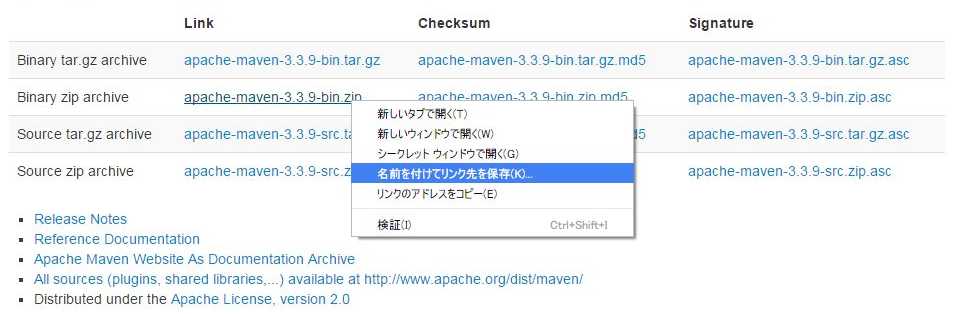 Link Checksum Signature
Binary tar.gz archive apache-maven-3.3.9-bin.tar.gz apache-maven-3.3.9-bin.tar.gz.md5 apache-maven-3.3.9-bin.tar.gz.asc
Binary zip archive apache-maven-3.3.9-bin.zip apache-maven-3.3.9-bin.zip.md5 apache-maven-3.3.9-bin.zip.asc
新しいタブで開く(T)
新しいウィンドウで開く(W)
Source tar.gz archive apache-maven-3.3.9-src.ta d5 apache-maven-3.3.9-src.tar.gz.asc
シークレット ウィンドウで開く(G)
Source zip archive apache-maven-3.3.9-src.z apache-maven-3.3.9-src.zip.asc
名前を付けてリンク先を保存(K)...
リンクのアドレスをコピー(E)
検証(I) Ctrl+Shift+I
Release Notes
Reference Documentation
Apache Maven Website As Documentation Archive
All sources (plugins, shared libraries,...) available at http://www.apache.org/dist/maven/
Distributed under the Apache License, version 2.0